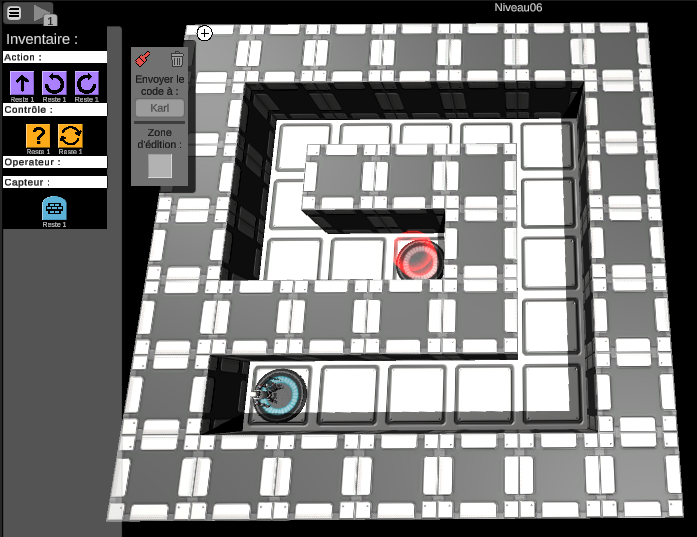 Niveau06
1
Inventaire :
Action :
Reste 1 Reste 1 Reste 1
Contrôle :
?
Reste 1 Reste 1
Operateur :
Capteur :
Reste 1
Envoyer le
code à :
Karl
Zone
d'édition :